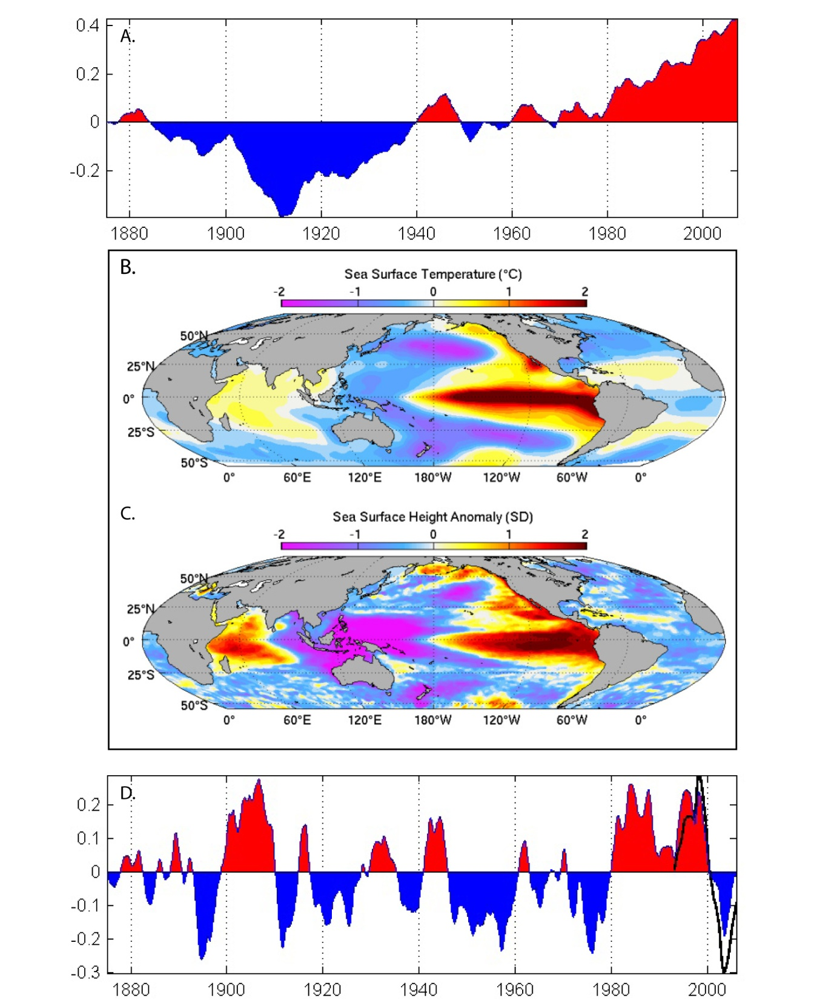 A.
0.4
0.2
0
-0.2
1880 1900 1920 1940 1960 1980 2000
B.
Sea Surface Temperature (°C)
-2 -1 0 1 2
50°N
25°N
0°
25°S
50°S
0° 60°E 120°E 180°W 120°W 60°W 0°
C.
Sea Surface Height Anomaly (SD)
-2 -1 0 1 2
50°N
25°N
0°
25°S
50°S
0° 60°E 120°E 180°W 120°W 60°W 0°
D.
0.2
0.1
0
-0.1
-0.2
-0.3
1880 1900 1920 1940 1960 1980 2000